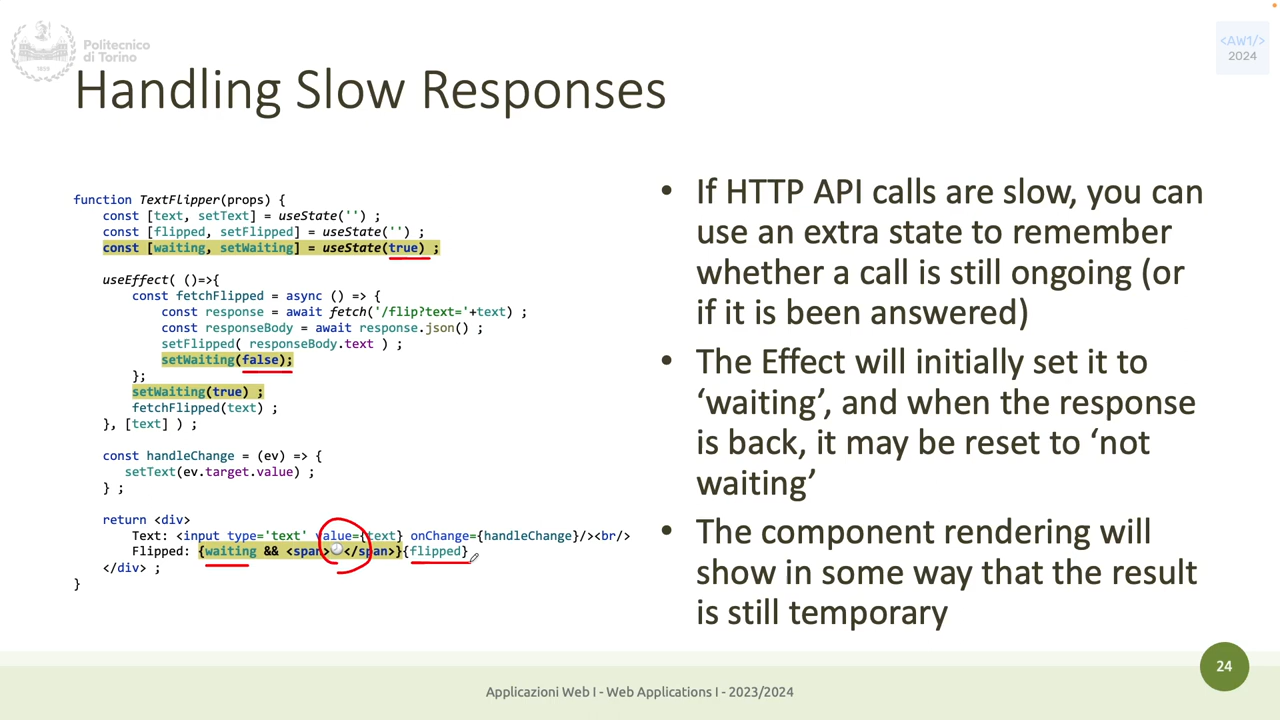 Politecnico
di Torino
1859
<AW1/>
2024
Handling Slow Responses
function TextFlipper(props) {
const [text, setText] = useState('') ;
const [flipped, setFlipped] = useState('') ;
const [waiting, setWaiting] = useState(true) ;
useEffect( ()=>{
const fetchFlipped = async () => {
const response = await fetch('/flip?text='+text) ;
const responseBody = await response.json() ;
setFlipped( responseBody.text ) ;
setWaiting(false);
};
setWaiting(true) ;
fetchFlipped(text) ;
}, [text] ) ;
const handleChange = (ev) => {
setText(ev.target.value) ;
} ;
return <div>
Text: <input type='text' value={text} onChange={handleChange}/><br/>
Flipped: {waiting && <span>🕗</span>}{flipped}
</div> ;
}
• If HTTP API calls are slow, you can
use an extra state to remember
whether a call is still ongoing (or
if it is been answered)
• The Effect will initially set it to
‘waiting’, and when the response
is back, it may be reset to ‘not
waiting’
• The component rendering will
show in some way that the result
is still temporary
Applicazioni Web I - Web Applications I - 2023/2024
24